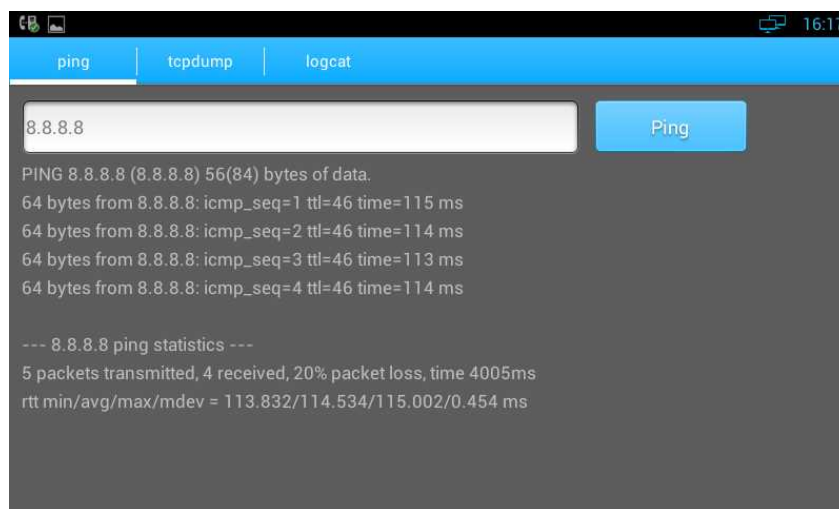 16:17
ping tcpdump logcat
8.8.8.8 Ping
PING 8.8.8.8 (8.8.8.8) 56(84) bytes of data.
64 bytes from 8.8.8.8: icmp_seq=1 ttl=46 time=115 ms
64 bytes from 8.8.8.8: icmp_seq=2 ttl=46 time=114 ms
64 bytes from 8.8.8.8: icmp_seq=3 ttl=46 time=113 ms
64 bytes from 8.8.8.8: icmp_seq=4 ttl=46 time=114 ms
--- 8.8.8.8 ping statistics ---
5 packets transmitted, 4 received, 20% packet loss, time 4005ms
rtt min/avg/max/mdev = 113.832/114.534/115.002/0.454 ms